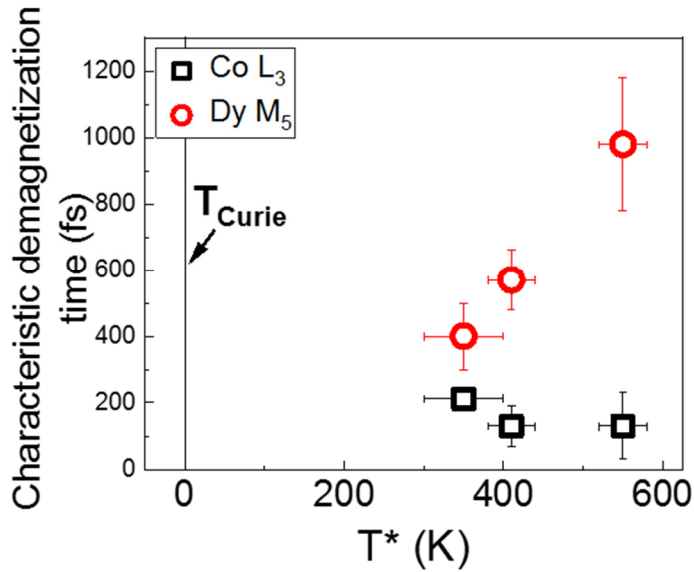 Characteristic demagnetization
time (fs)
1200
1000
800
600
400
200
0
Co L₃
Dy M₅
T_Curie
0 200 400 600
T* (K)